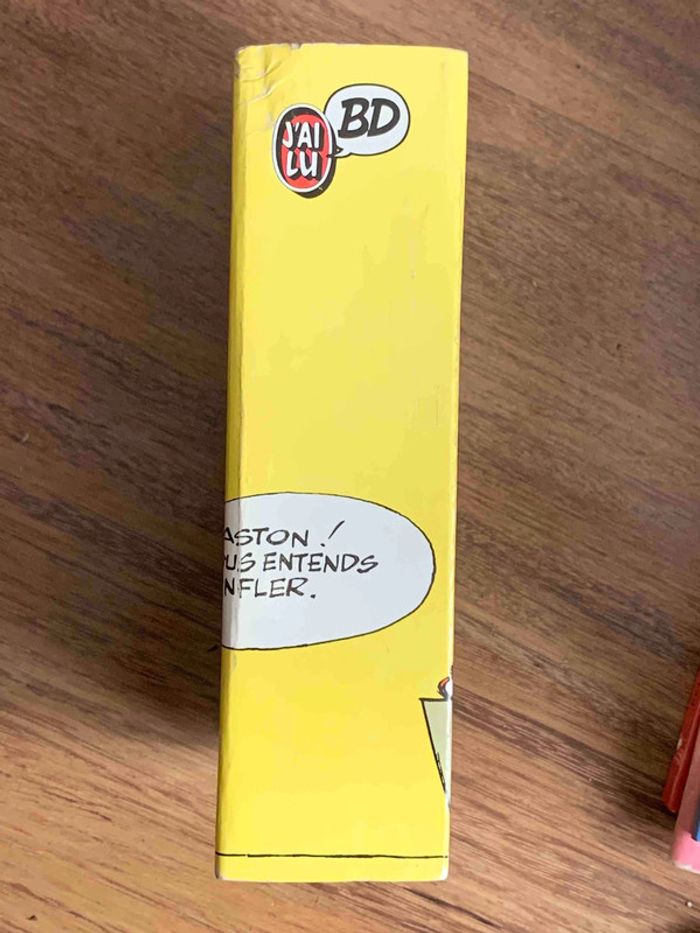 J'AI
LU
BD
ASTON !
US ENTENDS
NFLER.